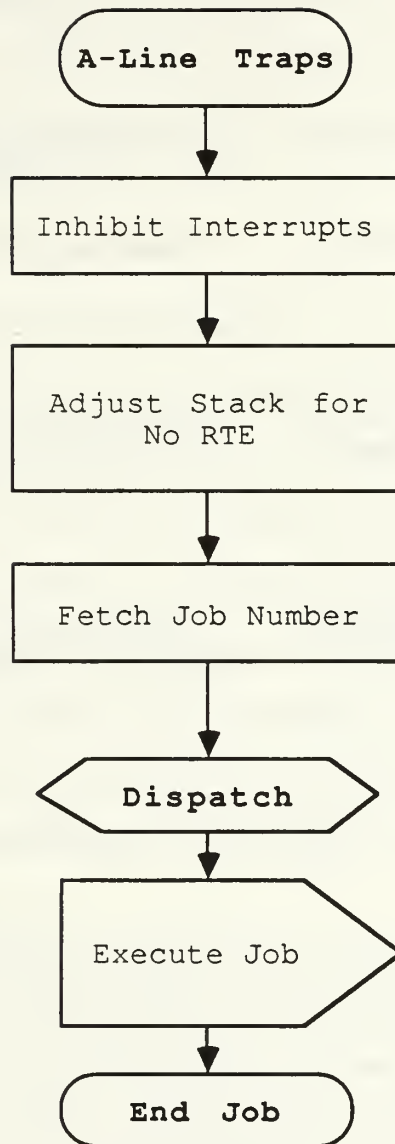 A-Line Traps
Inhibit Interrupts
Adjust Stack for
No RTE
Fetch Job Number
Dispatch
Execute Job
End Job